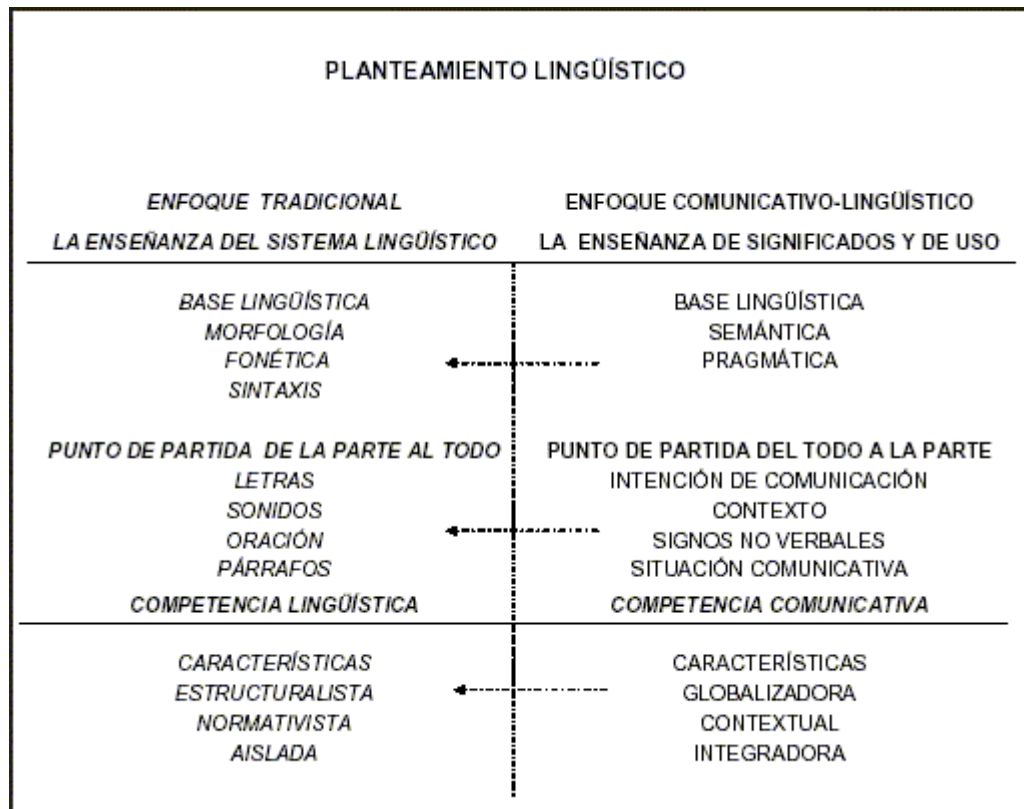 PLANTEAMIENTO LINGÜÍSTICO
ENFOQUE TRADICIONAL
LA ENSEÑANZA DEL SISTEMA LINGÜÍSTICO
BASE LINGÜÍSTICA
MORFOLOGÍA
FONÉTICA
SINTAXIS
PUNTO DE PARTIDA DE LA PARTE AL TODO
LETRAS
SONIDOS
ORACIÓN
PÁRRAFOS
COMPETENCIA LINGÜÍSTICA
CARACTERÍSTICAS
ESTRUCTURALISTA
NORMATIVISTA
AISLADA
ENFOQUE COMUNICATIVO-LINGÜÍSTICO
LA ENSEÑANZA DE SIGNIFICADOS Y DE USO
BASE LINGÜÍSTICA
SEMÁNTICA
PRAGMÁTICA
PUNTO DE PARTIDA DEL TODO A LA PARTE
INTENCIÓN DE COMUNICACIÓN
CONTEXTO
SIGNOS NO VERBALES
SITUACIÓN COMUNICATIVA
COMPETENCIA COMUNICATIVA
CARACTERÍSTICAS
GLOBALIZADORA
CONTEXTUAL
INTEGRADORA